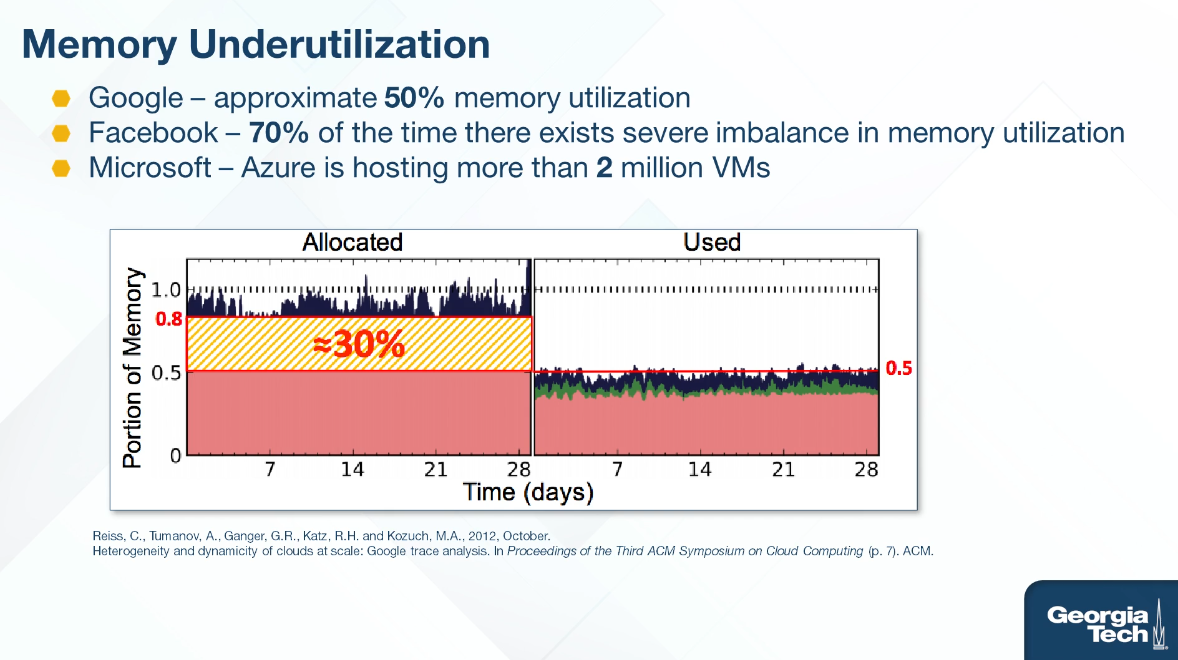 Memory Underutilization
Google – approximate 50% memory utilization
Facebook – 70% of the time there exists severe imbalance in memory utilization
Microsoft – Azure is hosting more than 2 million VMs
Allocated
Used
Portion of Memory
1.0
0.8
≈30%
0.5
0.5
0
7
14
21
28
7
14
21
28
Time (days)
Reiss, C., Tumanov, A., Ganger, G.R., Katz, R.H. and Kozuch, M.A., 2012, October.
Heterogeneity and dynamicity of clouds at scale: Google trace analysis. In Proceedings of the Third ACM Symposium on Cloud Computing (p. 7). ACM.
Georgia
Tech